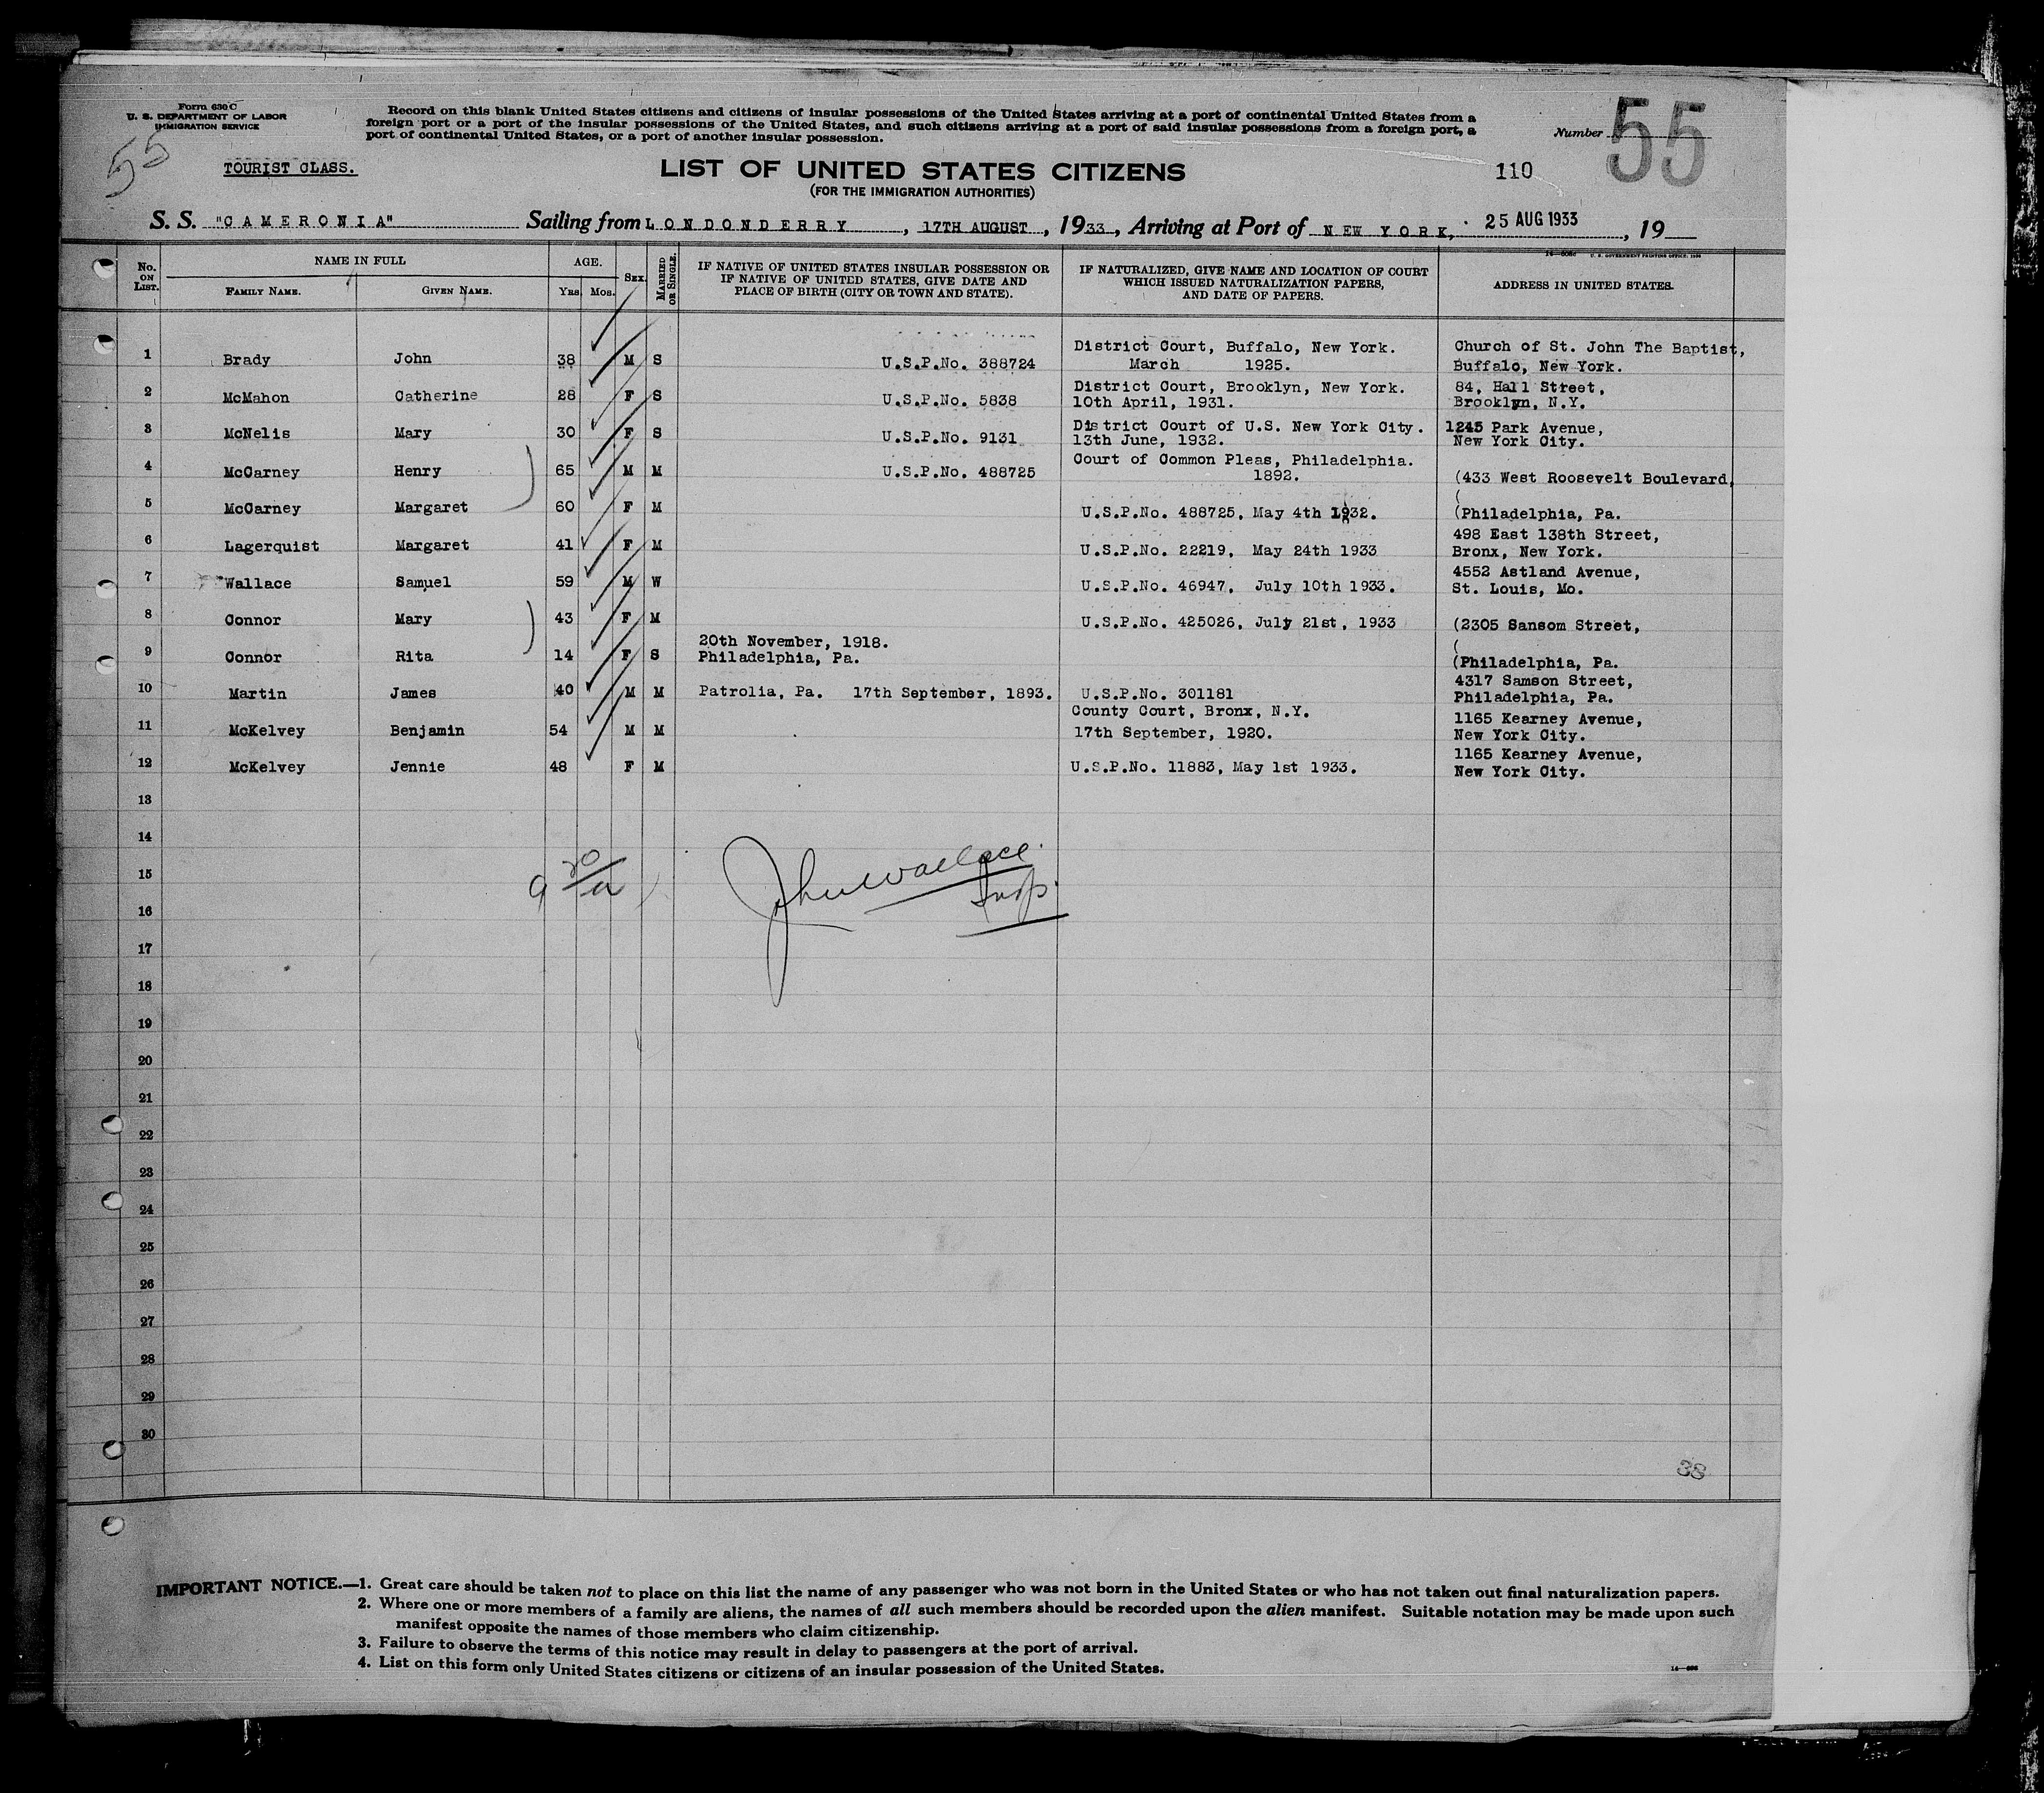 Form 630 C
U. S. DEPARTMENT OF LABOR
IMMIGRATION SERVICE
Record on this blank United States citizens and citizens of insular possessions of the United States arriving at a port of continental United States from a
foreign port or a port of the insular possessions of the United States, and such citizens arriving at a port of said insular possessions from a foreign port, a
port of continental United States, or a port of another insular possession.
Number 55
55
TOURIST CLASS.
LIST OF UNITED STATES CITIZENS
110
(FOR THE IMMIGRATION AUTHORITIES)
S. S. "CAMERONIA" Sailing from LONDONDERRY, 17TH AUGUST, 1933, Arriving at Port of NEW YORK, 25 AUG 1933, 19
No. ON LIST. NAME IN FULL AGE. SEX. MARRIED OR SINGLE. IF NATIVE OF UNITED STATES INSULAR POSSESSION OR IF NATIVE OF UNITED STATES, GIVE DATE AND PLACE OF BIRTH (CITY OR TOWN AND STATE). IF NATURALIZED, GIVE NAME AND LOCATION OF COURT WHICH ISSUED NATURALIZATION PAPERS, AND DATE OF PAPERS. ADDRESS IN UNITED STATES.
FAMILY NAME. GIVEN NAME. Yrs. Mos.
1 Brady John 38 M S U.S.P.No. 388724 District Court, Buffalo, New York. March 1925. Church of St. John The Baptist, Buffalo, New York.
2 McMahon Catherine 28 F S U.S.P.No. 5838 District Court, Brooklyn, New York. 10th April, 1931. 84, Hall Street, Brooklyn, N.Y.
3 McNelis Mary 30 F S U.S.P.No. 9131 District Court of U.S. New York City. 13th June, 1932. 1245 Park Avenue, New York City.
4 McCarney Henry 65 M M U.S.P.No. 488725 Court of Common Pleas, Philadelphia. 1892. (433 West Roosevelt Boulevard,
5 McCarney Margaret 60 F M U.S.P.No. 488725, May 4th 1932. (Philadelphia, Pa.
6 Lagerquist Margaret 41 F M U.S.P.No. 22219, May 24th 1933 498 East 138th Street, Bronx, New York.
7 Wallace Samuel 59 M W U.S.P.No. 46947, July 10th 1933. 4552 Astland Avenue, St. Louis, Mo.
8 Connor Mary 43 F M U.S.P.No. 425026, July 21st, 1933 (2305 Sansom Street,
9 Connor Rita 14 F S 20th November, 1918. Philadelphia, Pa. (Philadelphia, Pa.
10 Martin James 40 M M Patrolia, Pa. 17th September, 1893. U.S.P.No. 301181 4317 Samson Street, Philadelphia, Pa.
11 McKelvey Benjamin 54 M M County Court, Bronx, N.Y. 17th September, 1920. 1165 Kearney Avenue, New York City.
12 McKelvey Jennie 48 F M U.S.P.No. 11883, May 1st 1933. 1165 Kearney Avenue, New York City.
13
14
15
John Wallace
Insp.
16
17
18
19
20
21
22
23
24
25
26
27
28
29
30
38
IMPORTANT NOTICE.—1. Great care should be taken not to place on this list the name of any passenger who was not born in the United States or who has not taken out final naturalization papers.
2. Where one or more members of a family are aliens, the names of all such members should be recorded upon the alien manifest. Suitable notation may be made upon such
manifest opposite the names of those members who claim citizenship.
3. Failure to observe the terms of this notice may result in delay to passengers at the port of arrival.
4. List on this form only United States citizens or citizens of an insular possession of the United States.